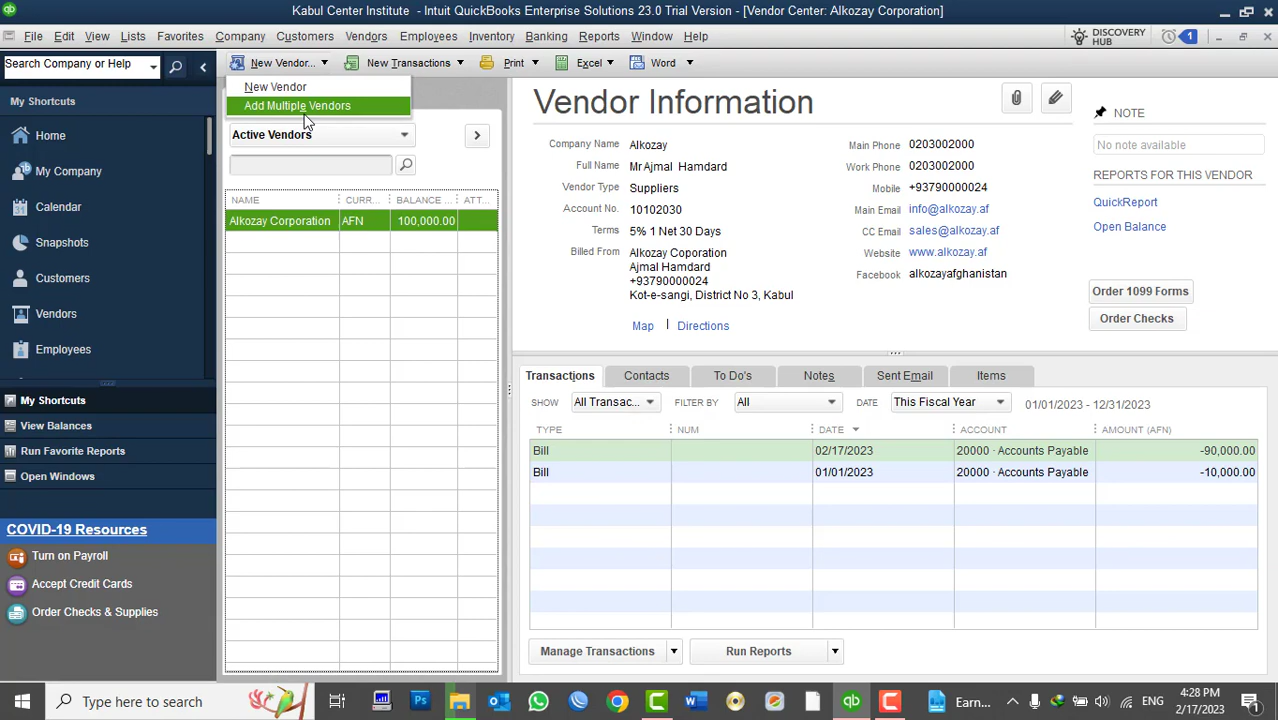 Kabul Center Institute - Intuit QuickBooks Enterprise Solutions 23.0 Trial Version - [Vendor Center: Alkozay Corporation]
File Edit View Lists Favorites Company Customers Vendors Employees Inventory Banking Reports Window Help
DISCOVERY HUB
1
Search Company or Help
New Vendor...
New Transactions
Print
Excel
Word
My Shortcuts
Home
My Company
Calendar
Snapshots
Customers
Vendors
Employees
My Shortcuts
View Balances
Run Favorite Reports
Open Windows
COVID-19 Resources
Turn on Payroll
Accept Credit Cards
Order Checks & Supplies
New Vendor
Add Multiple Vendors
Active Vendors
NAME CURR... BALANCE ... ATT...
Alkozay Corporation AFN 100,000.00
Vendor Information
Company Name Alkozay
Full Name Mr Ajmal Hamdard
Vendor Type Suppliers
Account No. 10102030
Terms 5% 1 Net 30 Days
Billed From Alkozay Coporation
Ajmal Hamdard
+93790000024
Kot-e-sangi, District No 3, Kabul
Map | Directions
Main Phone 0203002000
Work Phone 0203002000
Mobile +93790000024
Main Email info@alkozay.af
CC Email sales@alkozay.af
Website www.alkozay.af
Facebook alkozayafghanistan
NOTE
No note available
REPORTS FOR THIS VENDOR
QuickReport
Open Balance
Order 1099 Forms
Order Checks
Transactions Contacts To Do's Notes Sent Email Items
SHOW All Transac... FILTER BY All DATE This Fiscal Year 01/01/2023 - 12/31/2023
TYPE NUM DATE ACCOUNT AMOUNT (AFN)
Bill 02/17/2023 20000 · Accounts Payable -90,000.00
Bill 01/01/2023 20000 · Accounts Payable -10,000.00
Manage Transactions
Run Reports
Type here to search
Ps
Earn...
4:28 PM
2/17/2023
1